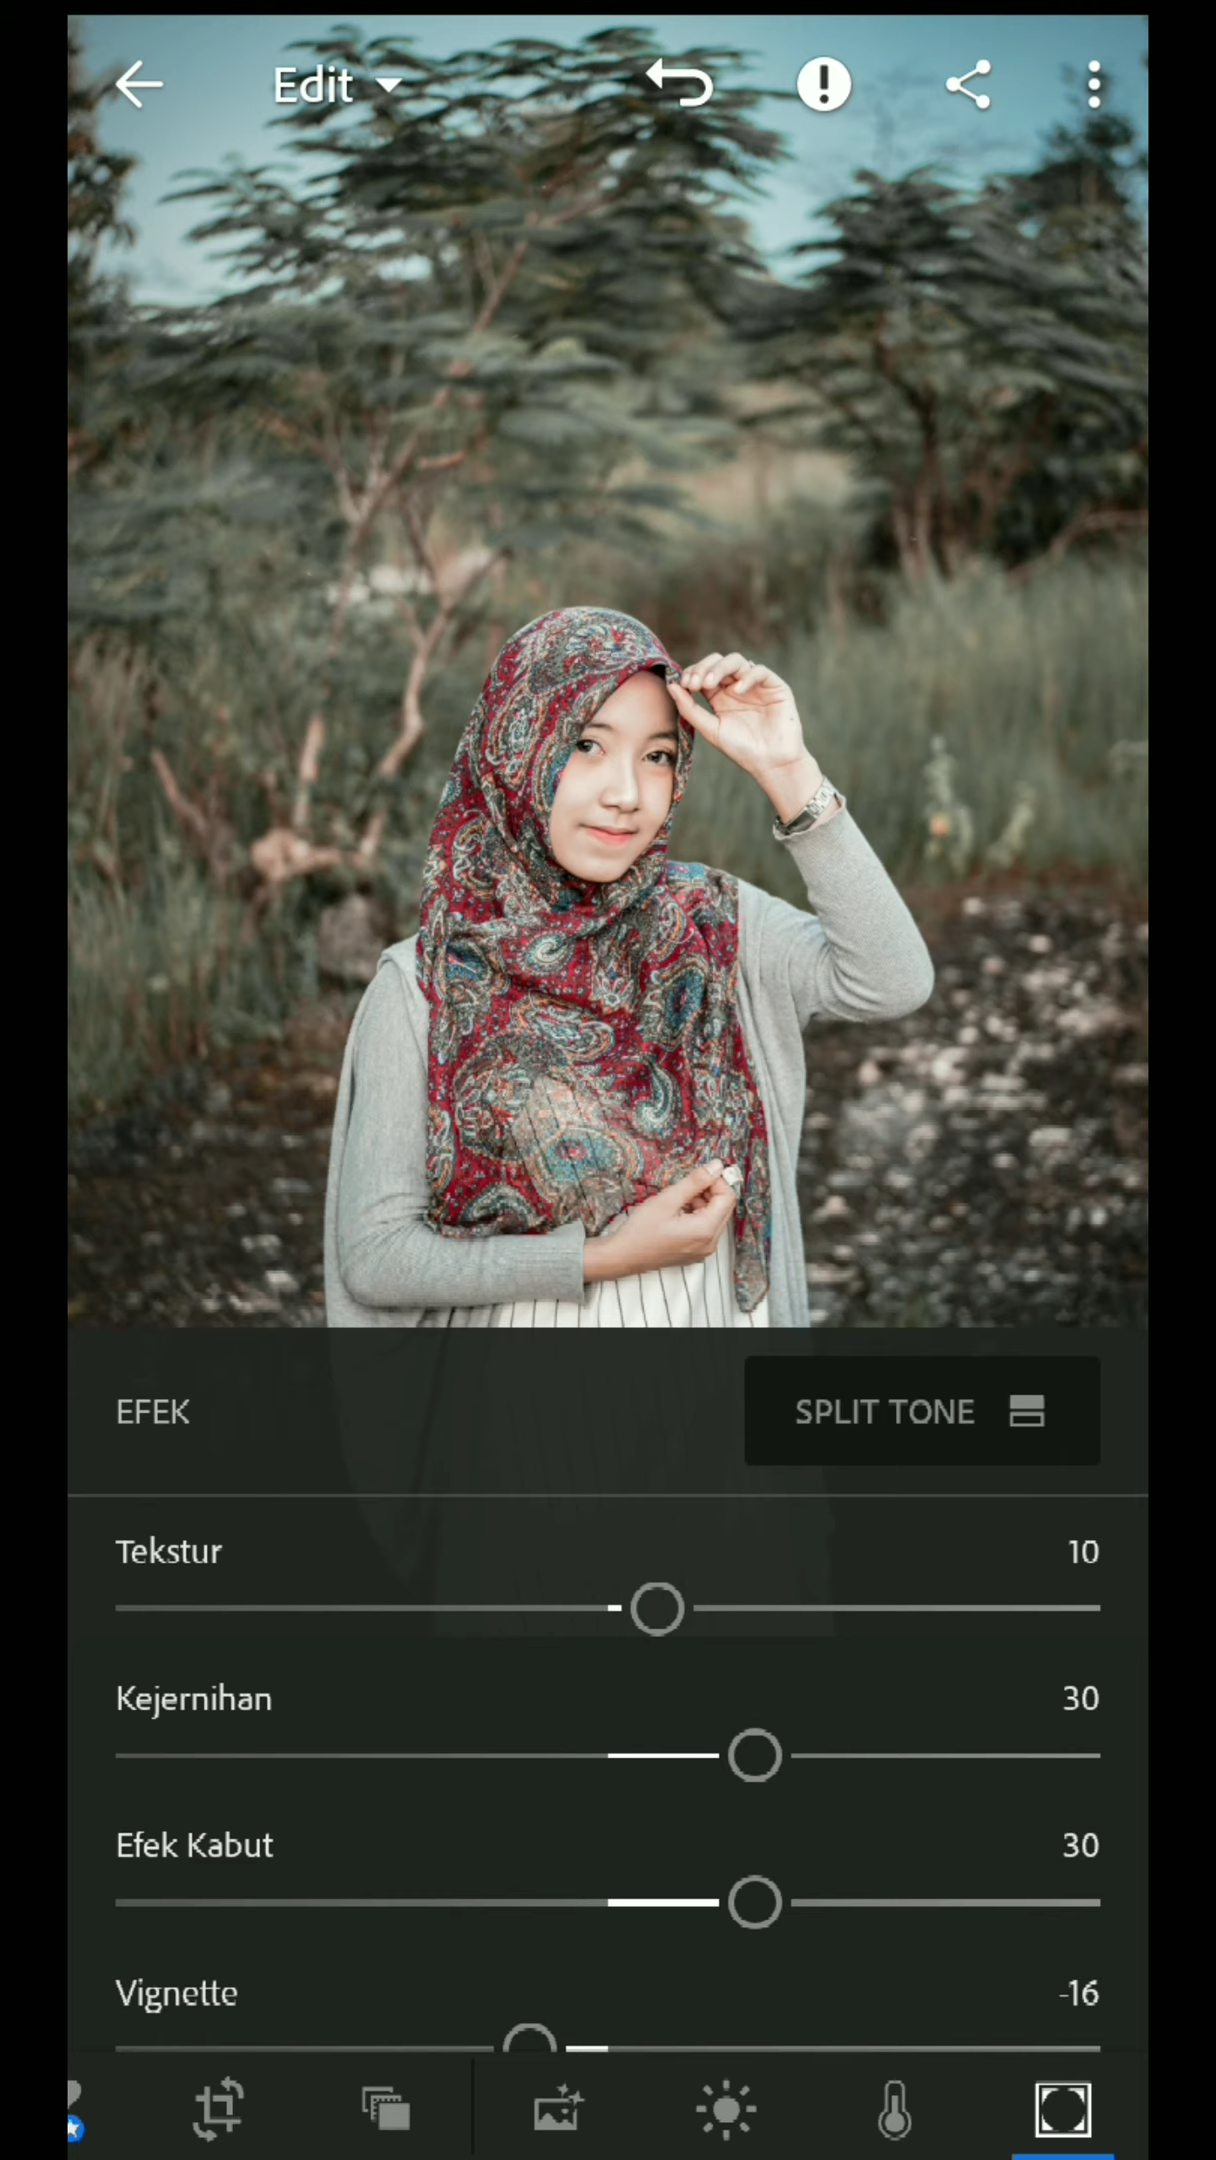 Edit
EFEK
SPLIT TONE
Tekstur 10
Kejernihan 30
Efek Kabut 30
Vignette -16